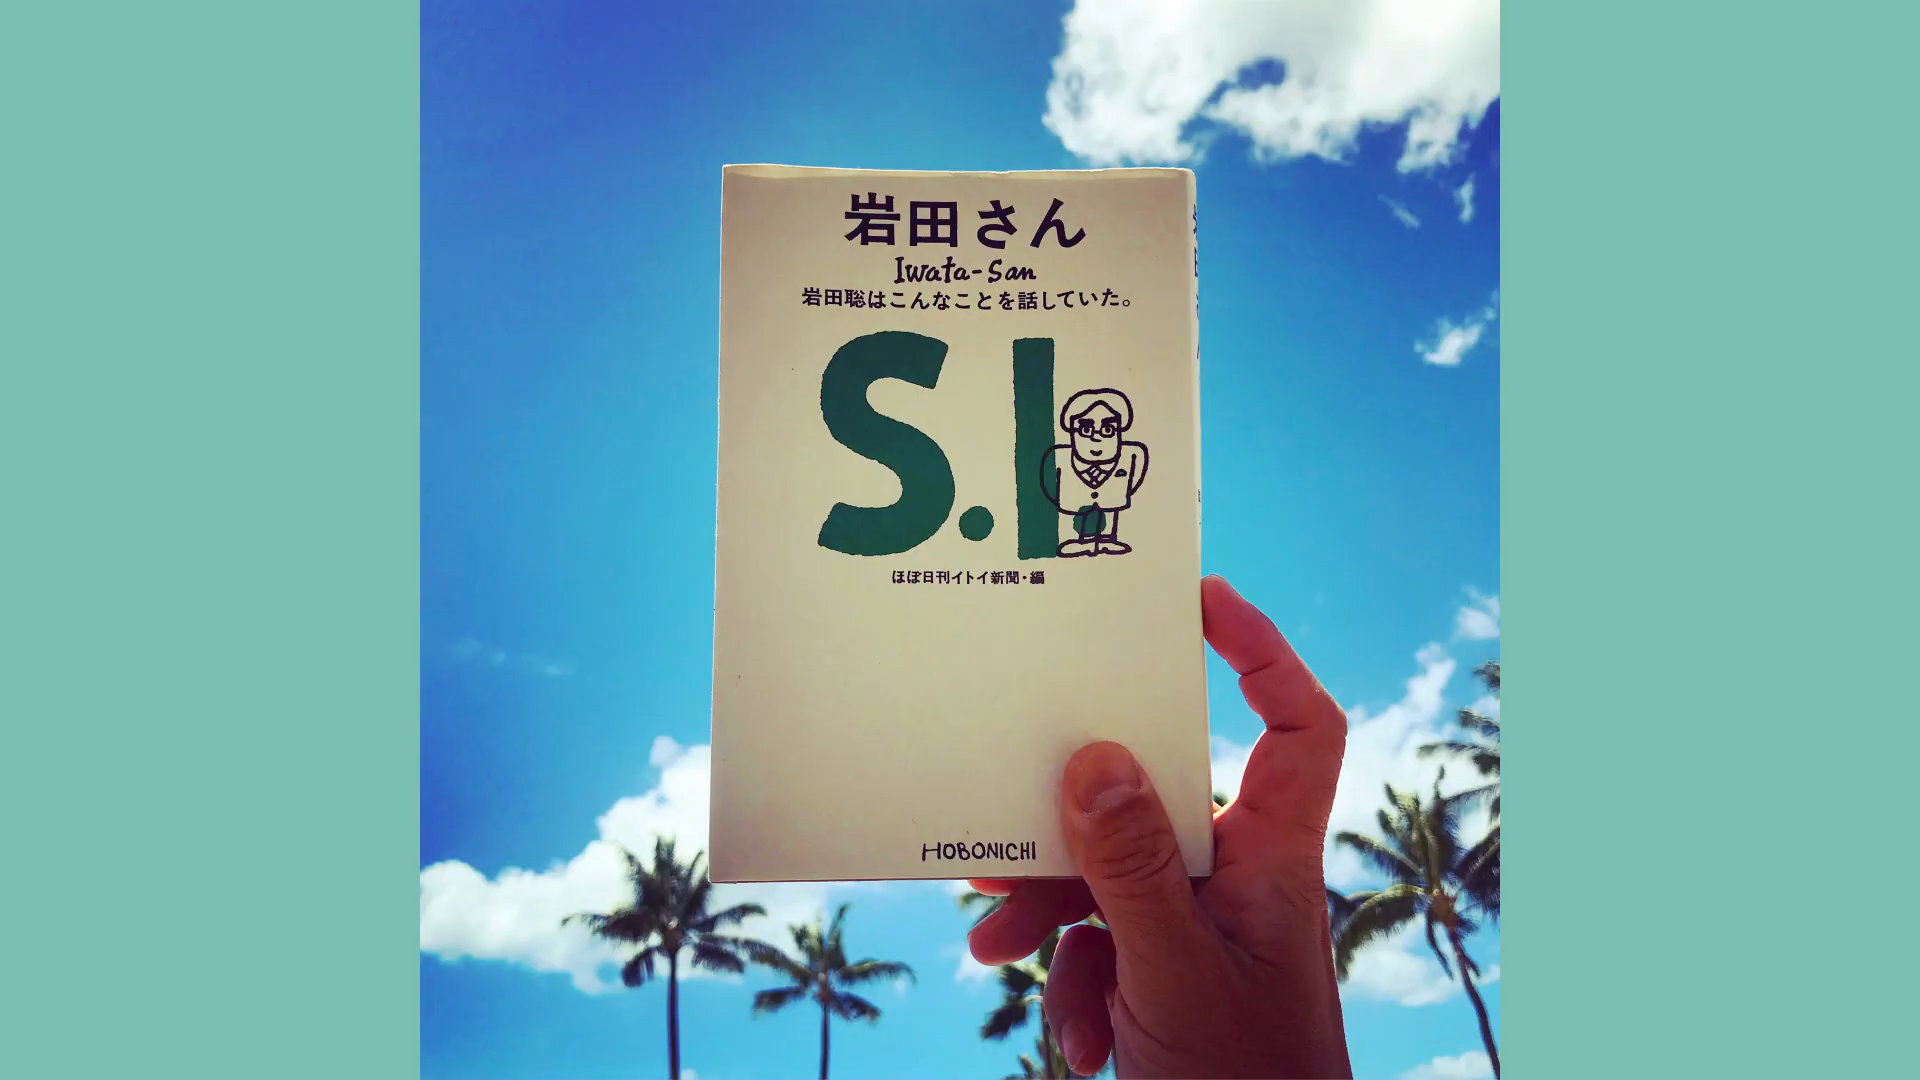 岩田さん
Iwata-San
岩田聡はこんなことを話していた。
S.I.
ほぼ日刊イトイ新聞・編
HOBONICHI